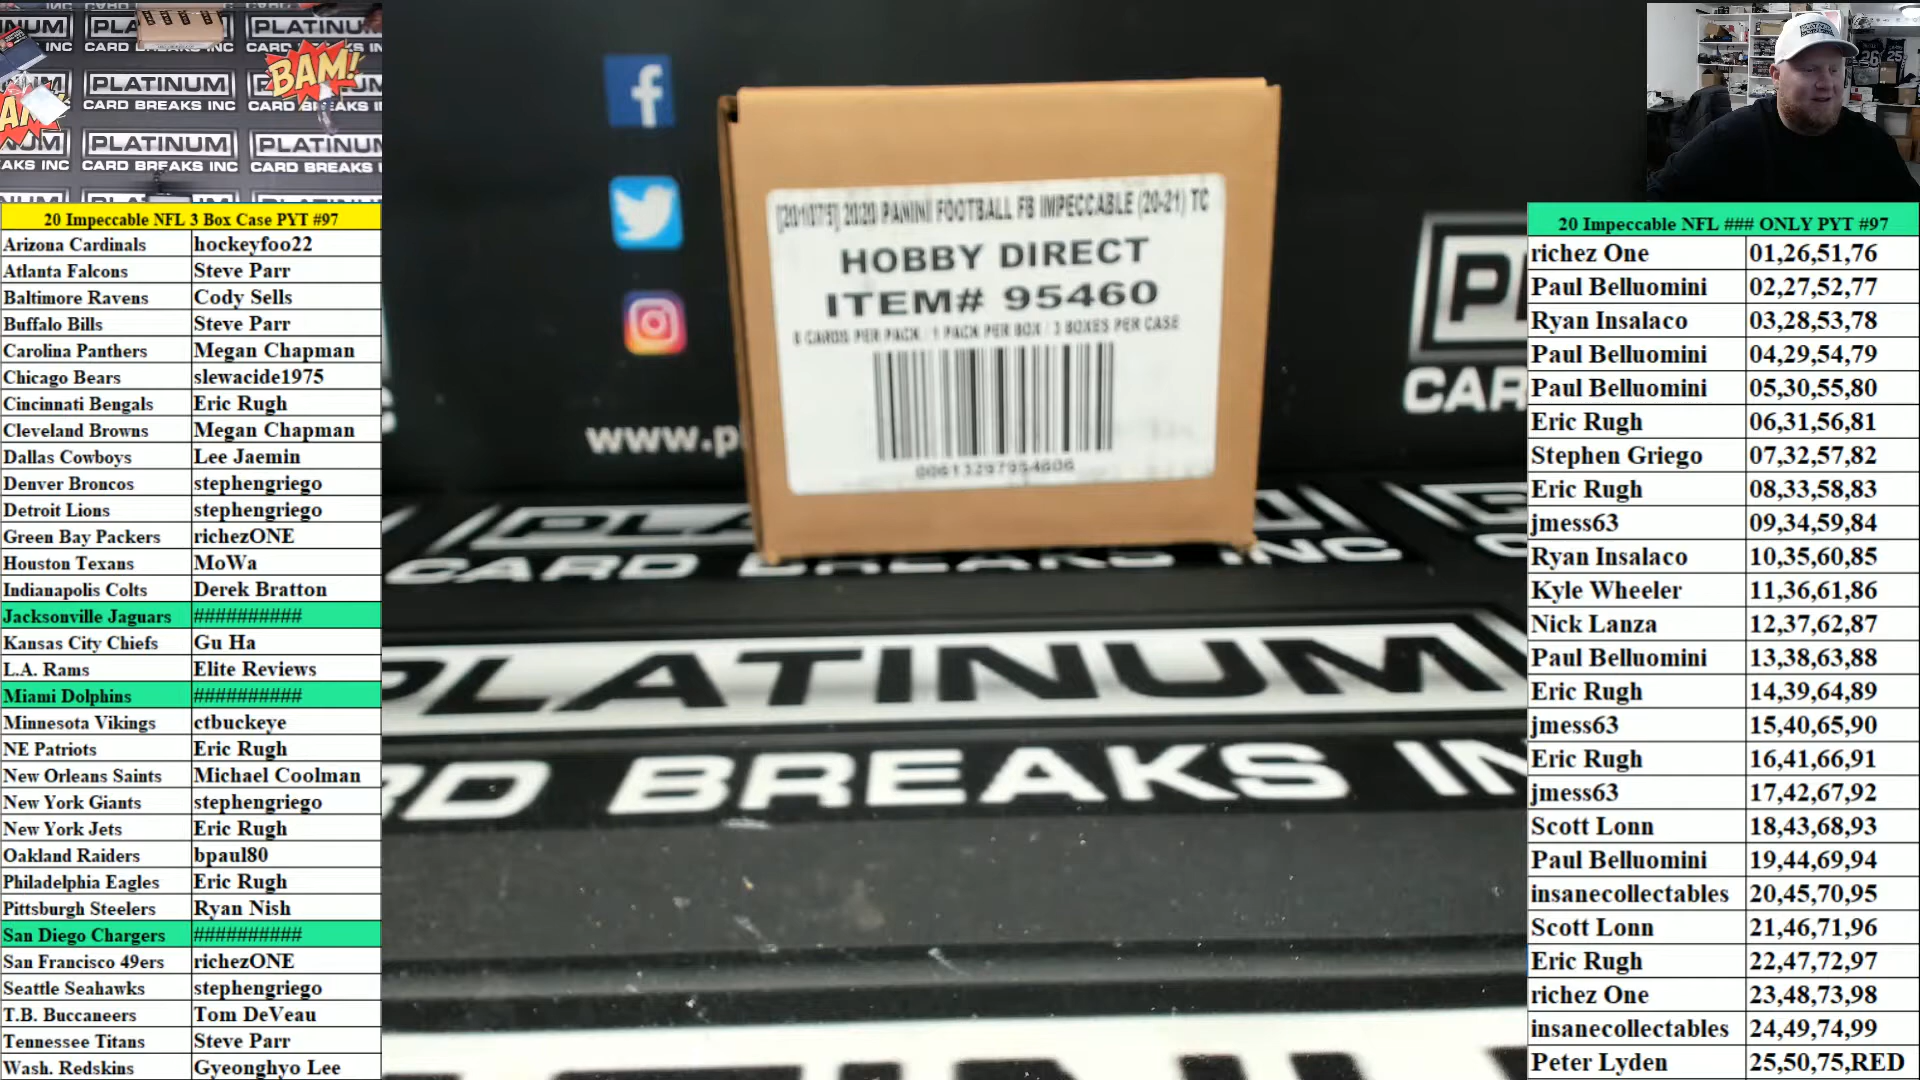 PLATINUM
CARD BREAKS INC
BAM!
PLATINUM
CARD BREAKS INC
PLATINUM
CARD BREAKS INC
20 Impeccable NFL 3 Box Case PYT #97
Arizona Cardinals hockeyfoo22
Atlanta Falcons Steve Parr
Baltimore Ravens Cody Sells
Buffalo Bills Steve Parr
Carolina Panthers Megan Chapman
Chicago Bears slewacide1975
Cincinnati Bengals Eric Rugh
Cleveland Browns Megan Chapman
Dallas Cowboys Lee Jaemin
Denver Broncos stephengriego
Detroit Lions stephengriego
Green Bay Packers richezONE
Houston Texans MoWa
Indianapolis Colts Derek Bratton
Jacksonville Jaguars ##########
Kansas City Chiefs Gu Ha
L.A. Rams Elite Reviews
Miami Dolphins ##########
Minnesota Vikings ctbuckeye
NE Patriots Eric Rugh
New Orleans Saints Michael Coolman
New York Giants stephengriego
New York Jets Eric Rugh
Oakland Raiders bpaul80
Philadelphia Eagles Eric Rugh
Pittsburgh Steelers Ryan Nish
San Diego Chargers ##########
San Francisco 49ers richezONE
Seattle Seahawks stephengriego
T.B. Buccaneers Tom DeVeau
Tennessee Titans Steve Parr
Wash. Redskins Gyeonghyo Lee
[201075] 2020 PANINI FOOTBALL FB IMPECCABLE (20-21) TC
HOBBY DIRECT
ITEM# 95460
8 CARDS PER PACK / 1 PACK PER BOX / 3 BOXES PER CASE
00613297954606
www.p
CARD BREAKS INC
PLATINUM
RD BREAKS IN
20 Impeccable NFL ### ONLY PYT #97
richez One 01,26,51,76
Paul Belluomini 02,27,52,77
Ryan Insalaco 03,28,53,78
Paul Belluomini 04,29,54,79
Paul Belluomini 05,30,55,80
Eric Rugh 06,31,56,81
Stephen Griego 07,32,57,82
Eric Rugh 08,33,58,83
jmess63 09,34,59,84
Ryan Insalaco 10,35,60,85
Kyle Wheeler 11,36,61,86
Nick Lanza 12,37,62,87
Paul Belluomini 13,38,63,88
Eric Rugh 14,39,64,89
jmess63 15,40,65,90
Eric Rugh 16,41,66,91
jmess63 17,42,67,92
Scott Lonn 18,43,68,93
Paul Belluomini 19,44,69,94
insanecollectables 20,45,70,95
Scott Lonn 21,46,71,96
Eric Rugh 22,47,72,97
richez One 23,48,73,98
insanecollectables 24,49,74,99
Peter Lyden 25,50,75,RED